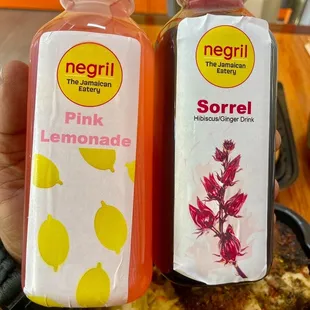 negril
The Jamaican
Eatery
Pink
Lemonade
negril
The Jamaican
Eatery
Sorrel
Hibiscus/Ginger Drink